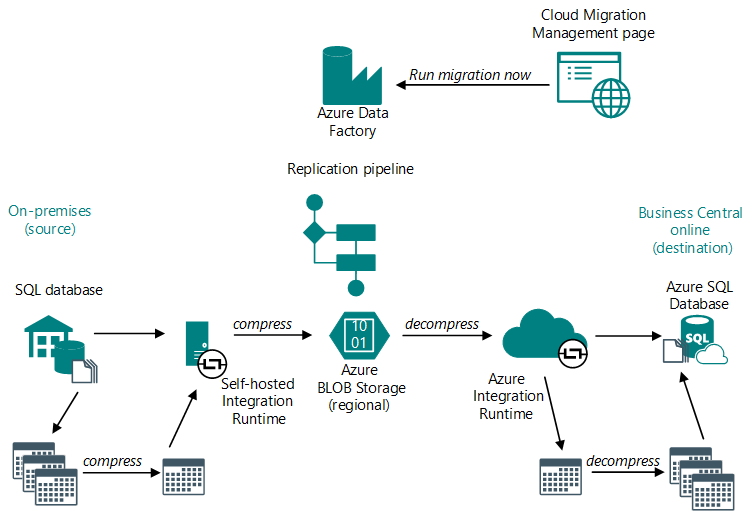 Cloud Migration
Management page
Run migration now
Azure Data
Factory
Replication pipeline
On-premises
(source)
Business Central
online
(destination)
SQL database
Azure SQL
Database
compress
10
01
decompress
SQL
Self-hosted
Integration
Runtime
Azure
BLOB Storage
(regional)
Azure
Integration
Runtime
compress
decompress